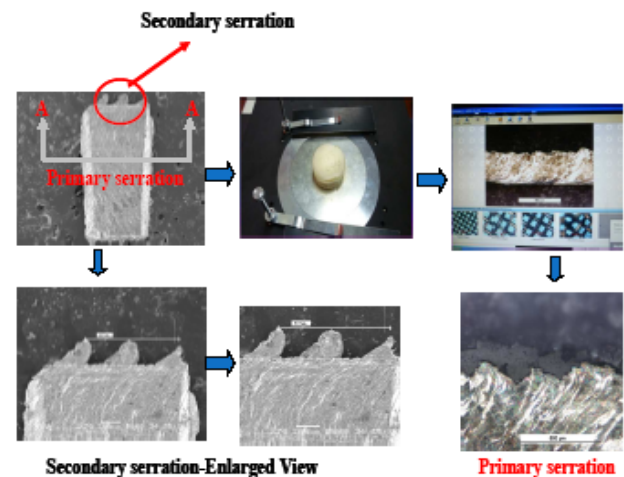 Secondary serration
A A
Primary serration
Secondary serration-Enlarged View
Primary serration